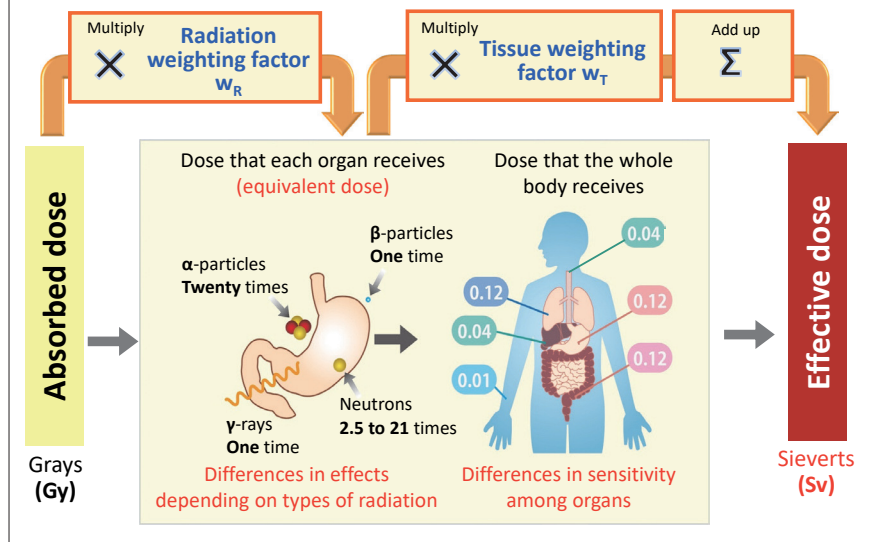 Multiply
×
Radiation
weighting factor
wR
Multiply
×
Tissue weighting
factor wT
Add up
Σ
Absorbed dose
Grays
(Gy)
Dose that each organ receives
(equivalent dose)
α-particles
Twenty times
β-particles
One time
γ-rays
One time
Neutrons
2.5 to 21 times
Differences in effects
depending on types of radiation
Dose that the whole
body receives
0.04
0.12
0.12
0.04
0.12
0.01
Differences in sensitivity
among organs
Effective dose
Sieverts
(Sv)